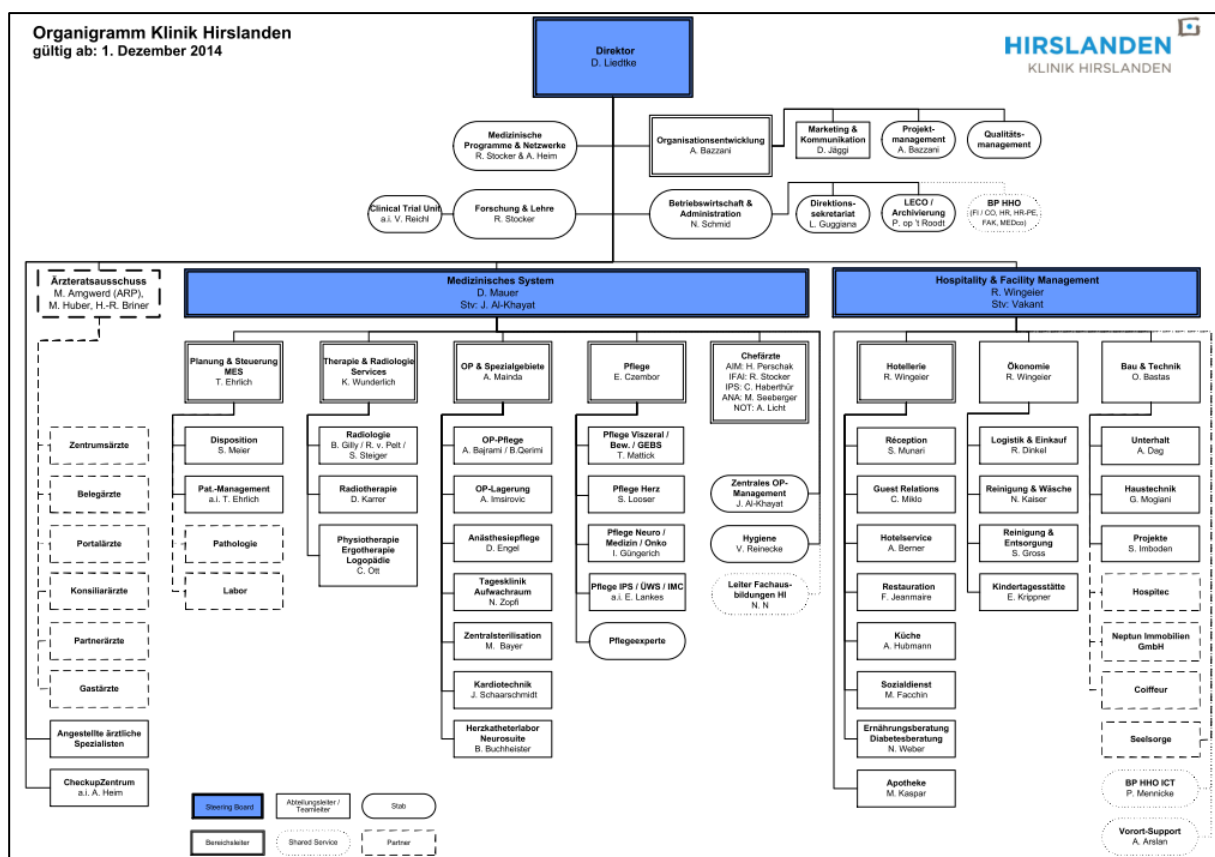 Organigramm Klinik Hirslanden
gültig ab: 1. Dezember 2014
HIRSLANDEN
KLINIK HIRSLANDEN
Direktor
D. Liedtke
Medizinische
Programme & Netzwerke
R. Stocker & A. Heim
Organisationsentwicklung
A. Bazzani
Marketing &
Kommunikation
D. Jäggi
Projekt-
management
A. Bazzani
Qualitäts-
management
Clinical Trial Unit
a.i. V. Reichl
Forschung & Lehre
R. Stocker
Betriebswirtschaft &
Administration
N. Schmid
Direktions-
sekretariat
L. Guggiana
LECO /
Archivierung
P. op 't Roodt
BP HHO
(FI / CO, HR, HR-PE,
FAK, MEDco)
Ärzteratsausschuss
M. Amgwerd (ARP),
M. Huber, H.-R. Briner
Medizinisches System
D. Mauer
Stv: J. Al-Khayat
Hospitality & Facility Management
R. Wingeier
Stv: Vakant
Planung & Steuerung
MES
T. Ehrlich
Therapie & Radiologie
Services
K. Wunderlich
OP & Spezialgebiete
A. Mainda
Pflege
E. Czembor
Chefärzte
AIM: H. Perschak
IFAI: R. Stocker
IPS: C. Haberthür
ANA: M. Seeberger
NOT: A. Licht
Hotellerie
R. Wingeier
Ökonomie
R. Wingeier
Bau & Technik
O. Bastas
Zentrumsärzte
Belegärzte
Portalärzte
Konsiliarärzte
Partnerärzte
Gastärzte
Angestellte ärztliche
Spezialisten
CheckupZentrum
a.i. A. Heim
Disposition
S. Meier
Pat.-Management
a.i. T. Ehrlich
Pathologie
Labor
Radiologie
B. Gilly / R. v. Pelt /
S. Steiger
Radiotherapie
D. Karrer
Physiotherapie
Ergotherapie
Logopädie
C. Ott
OP-Pflege
A. Bajrami / B.Qerimi
OP-Lagerung
A. Imsirovic
Anästhesiepflege
D. Engel
Tagesklinik
Aufwachraum
N. Zopfi
Zentralsterilisation
M. Bayer
Kardiotechnik
J. Schaarschmidt
Herzkatheterlabor
Neurosuite
B. Buchheister
Pflege Viszeral /
Bew. / GEBS
T. Mattick
Pflege Herz
S. Looser
Pflege Neuro /
Medizin / Onko
I. Güngerich
Pflege IPS / ÜWS / IMC
a.i. E. Lankes
Pflegeexperte
Zentrales OP-
Management
J. Al-Khayat
Hygiene
V. Reinecke
Leiter Fachaus-
bildungen HI
N. N
Réception
S. Munari
Guest Relations
C. Miklo
Hotelservice
A. Berner
Restauration
F. Jeanmaire
Küche
A. Hubmann
Sozialdienst
M. Facchin
Ernährungsberatung
Diabetesberatung
N. Weber
Apotheke
M. Kaspar
Logistik & Einkauf
R. Dinkel
Reinigung & Wäsche
N. Kaiser
Reinigung &
Entsorgung
S. Gross
Kindertagesstätte
E. Krippner
Unterhalt
A. Dag
Haustechnik
G. Mogiani
Projekte
S. Imboden
Hospitec
Neptun Immobilien
GmbH
Coiffeur
Seelsorge
BP HHO ICT
P. Mennicke
Vorort-Support
A. Arslan
Steering Board
Abteilungsleiter /
Teamleiter
Stab
Bereichsleiter
Shared Service
Partner